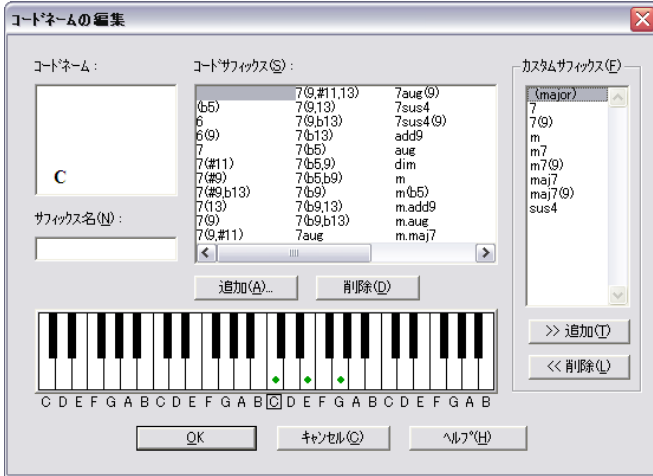 コードネームの編集
コードネーム：
C
サフィックス名(N)：
コードサフィックス(S)：
(b5)
6
6(9)
7
7(#11)
7(#9)
7(#9,b13)
7(13)
7(9)
7(9,#11)
7(9,#11,13)
7(9,13)
7(9,b13)
7(b13)
7(b5)
7(b5,9)
7(b5,b9)
7(b9)
7(b9,13)
7(b9,b13)
7aug
7aug(9)
7sus4
7sus4(9)
add9
aug
dim
m
m(b5)
m.add9
m.aug
m.maj7
追加(A)...
削除(D)
カスタムサフィックス(F)
(major)
7
7(9)
m
m7
m7(9)
maj7
maj7(9)
sus4
>> 追加(T)
<< 削除(L)
C D E F G A B C D E F G A B C D E F G A B C D E F G A B
OK
キャンセル(C)
ヘルプ(H)